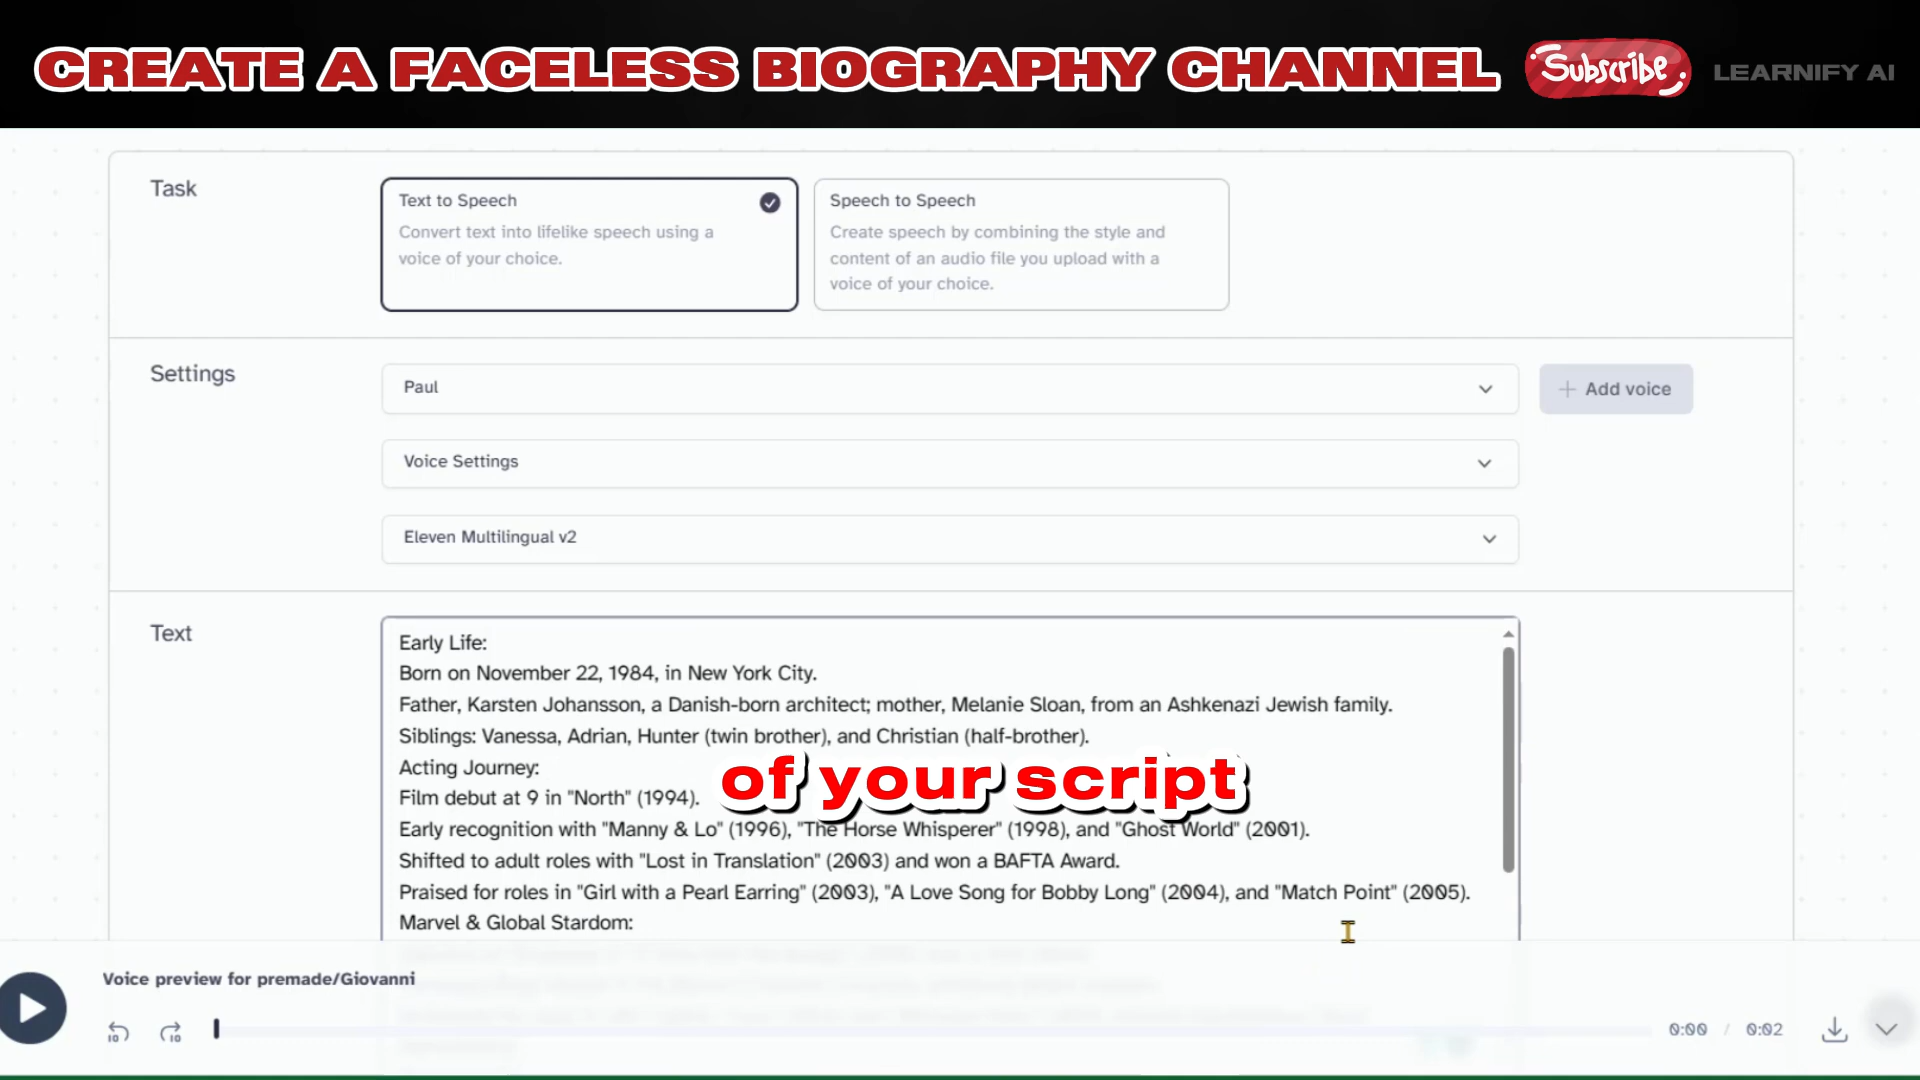 CREATE A FACELESS BIOGRAPHY CHANNEL Subscribe LEARNIFY AI
Task
Text to Speech
Convert text into lifelike speech using a
voice of your choice.
Speech to Speech
Create speech by combining the style and
content of an audio file you upload with a
voice of your choice.
Settings
Paul
+ Add voice
Voice Settings
Eleven Multilingual v2
Text
Early Life:
Born on November 22, 1984, in New York City.
Father, Karsten Johansson, a Danish-born architect; mother, Melanie Sloan, from an Ashkenazi Jewish family.
Siblings: Vanessa, Adrian, Hunter (twin brother), and Christian (half-brother).
Acting Journey:
of your script
Film debut at 9 in "North" (1994).
Early recognition with "Manny & Lo" (1996), "The Horse Whisperer" (1998), and "Ghost World" (2001).
Shifted to adult roles with "Lost in Translation" (2003) and won a BAFTA Award.
Praised for roles in "Girl with a Pearl Earring" (2003), "A Love Song for Bobby Long" (2004), and "Match Point" (2005).
Marvel & Global Stardom:
Voice preview for premade/Giovanni
10 10
0:00 / 0:02